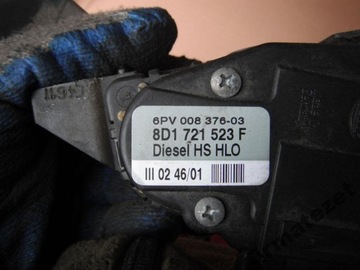 6PV 008 376-03
8D1 721 523 F
Diesel HS HLO
III 02 46/01